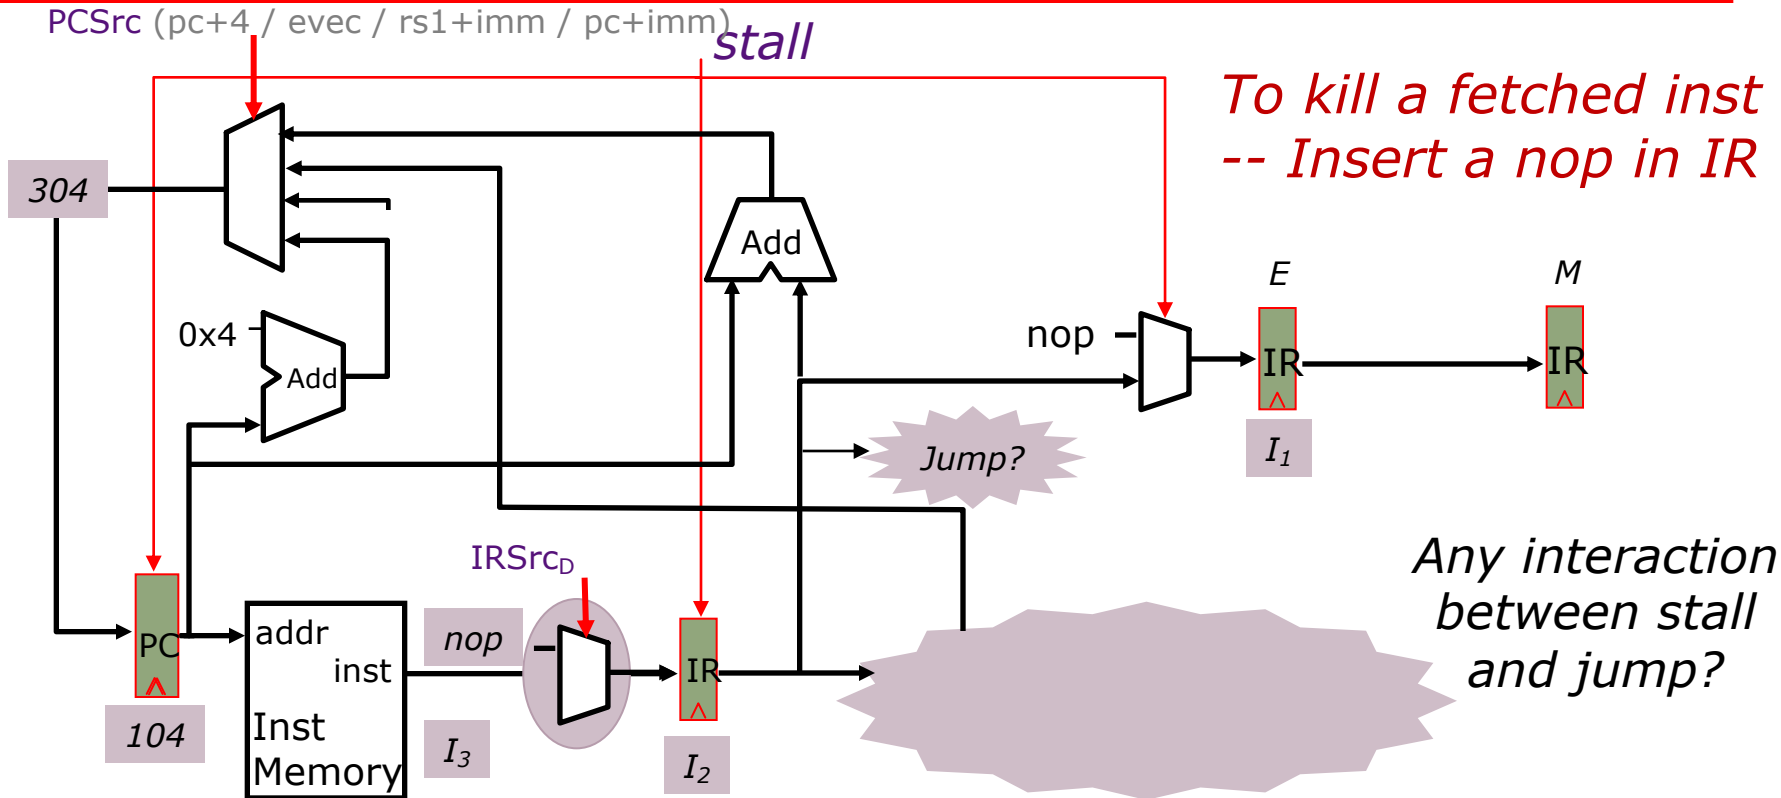 PCSrc (pc+4 / evec / rs1+imm / pc+imm)
stall
To kill a fetched inst
-- Insert a nop in IR
304
Add
E
M
0x4
Add
nop
IR
IR
Jump?
I1
IRSrcD
Any interaction
between stall
and jump?
PC
addr
inst
Inst
Memory
nop
IR
104
I3
I2